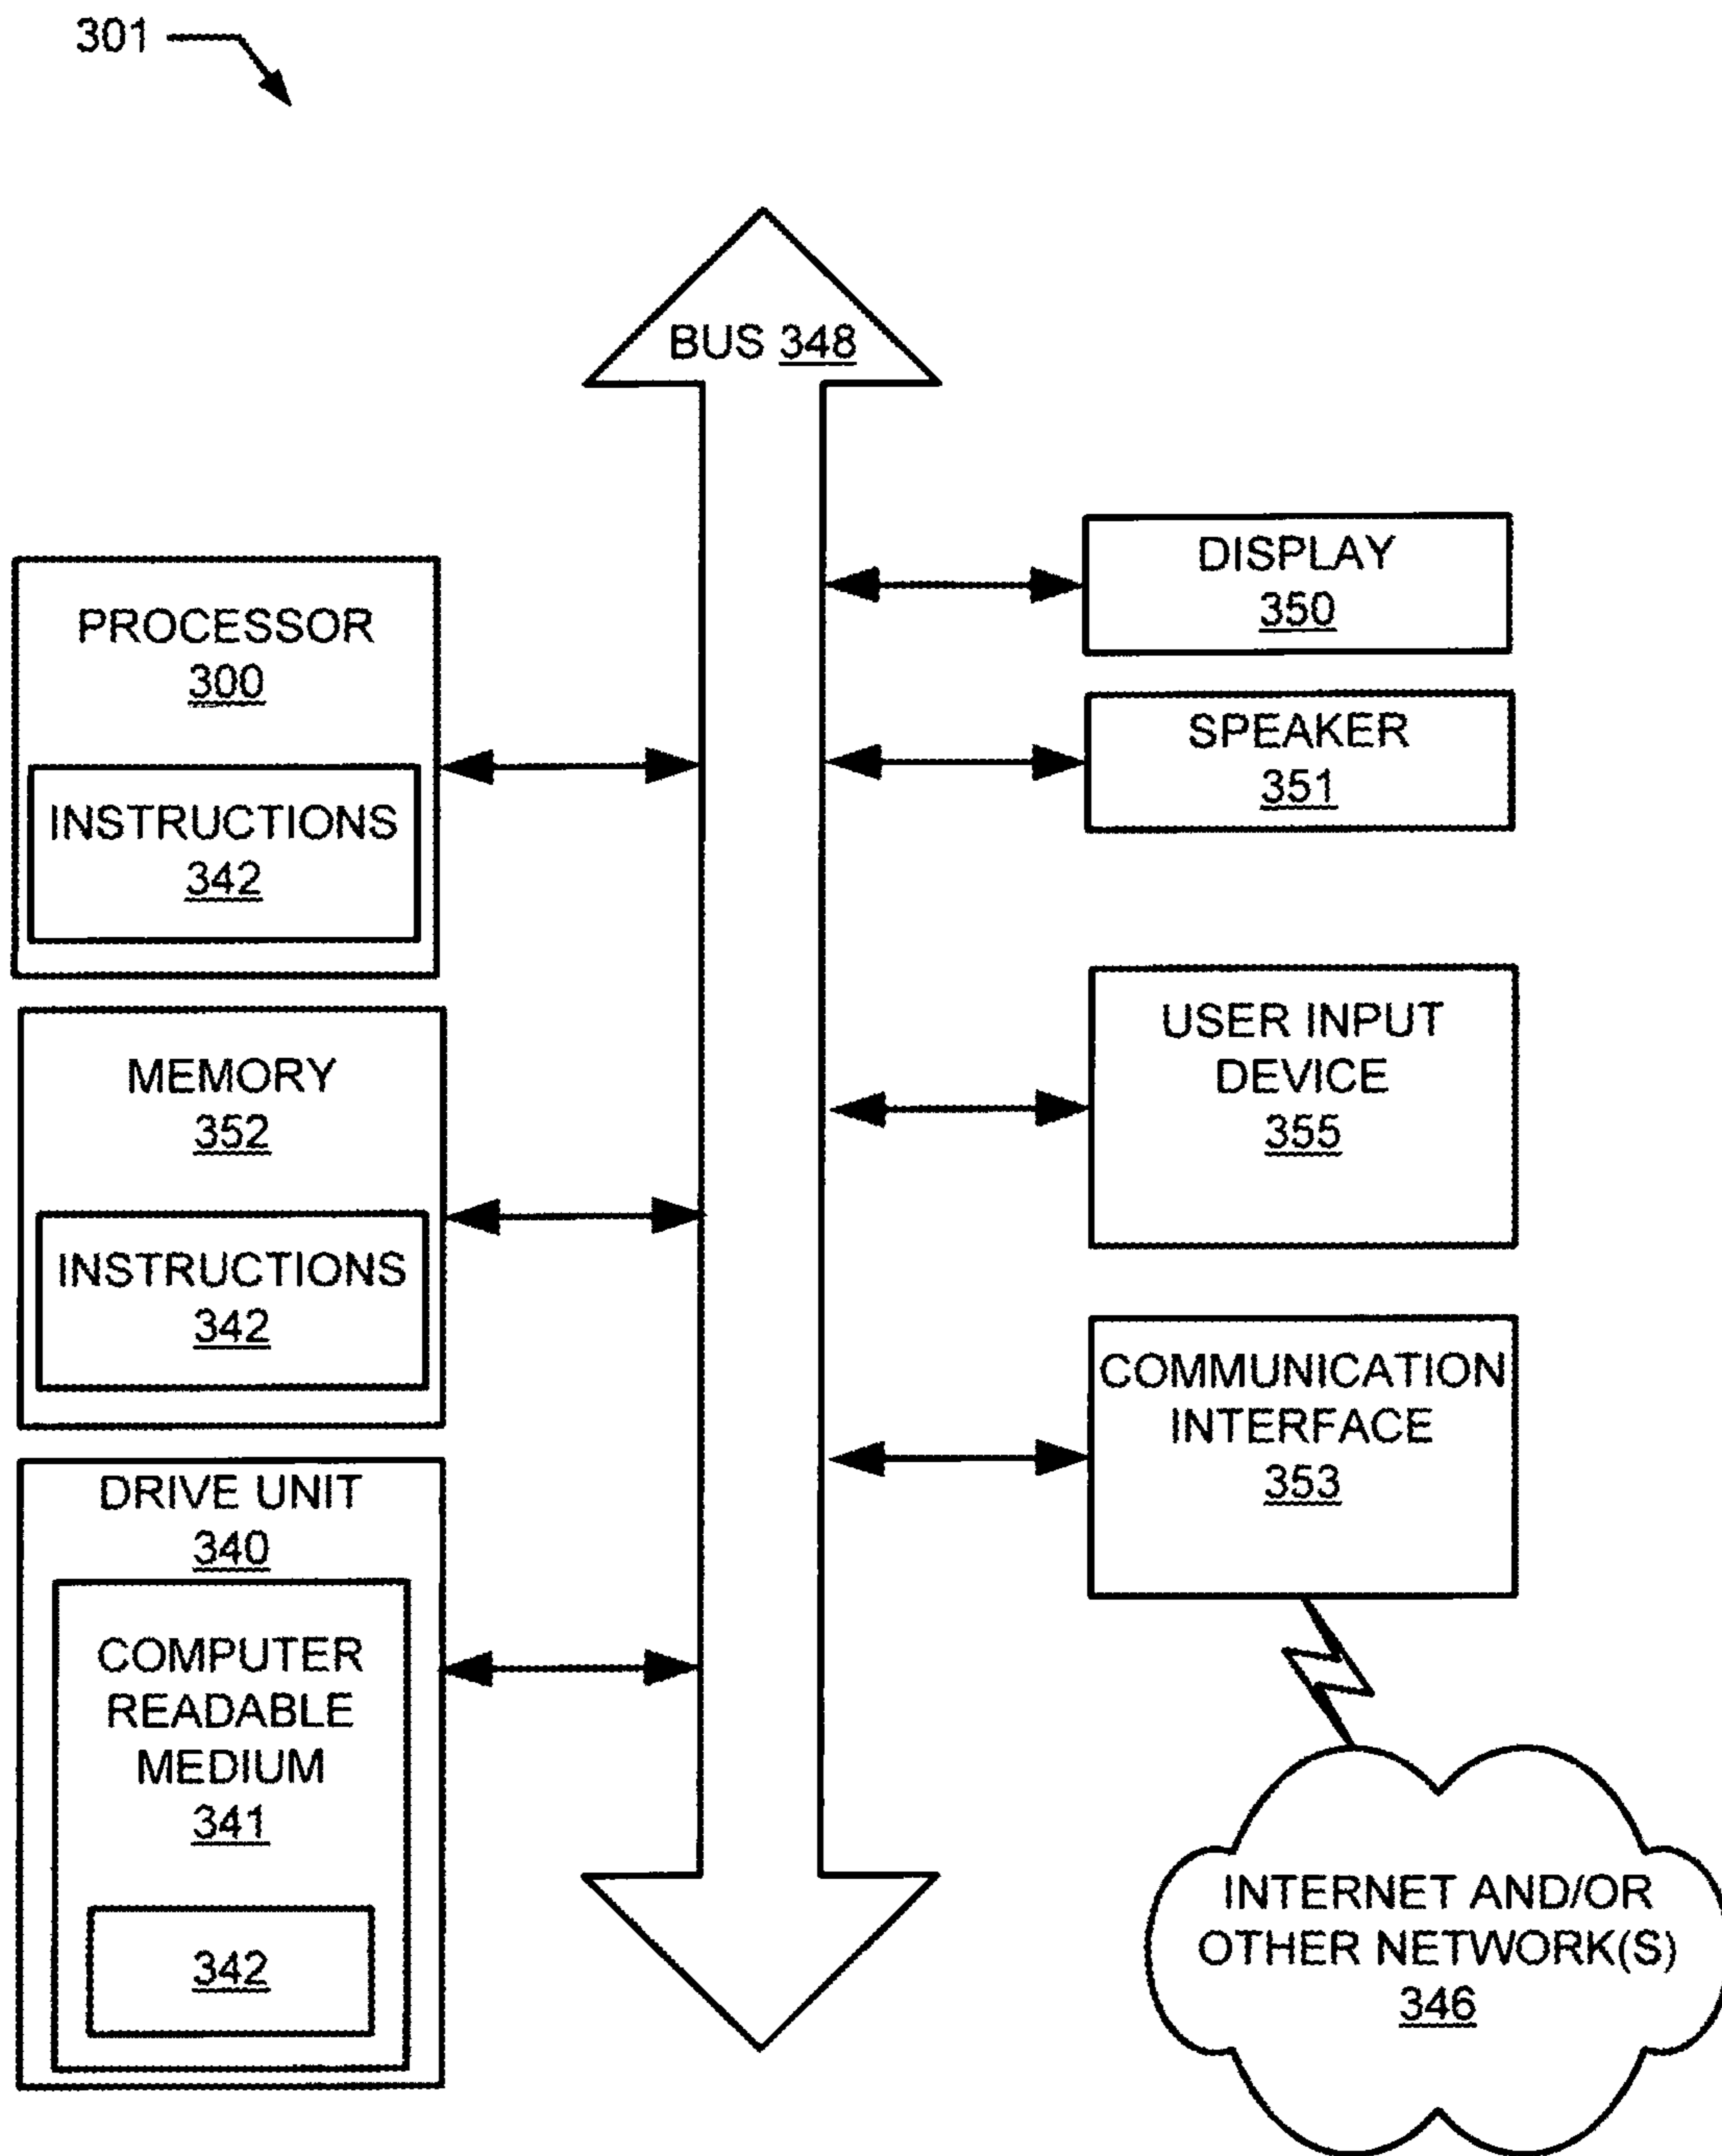 301
BUS 348
PROCESSOR
300
INSTRUCTIONS
342
MEMORY
352
INSTRUCTIONS
342
DRIVE UNIT
340
COMPUTER
READABLE
MEDIUM
341
342
DISPLAY
350
SPEAKER
351
USER INPUT
DEVICE
355
COMMUNICATION
INTERFACE
353
INTERNET AND/OR
OTHER NETWORK(S)
346